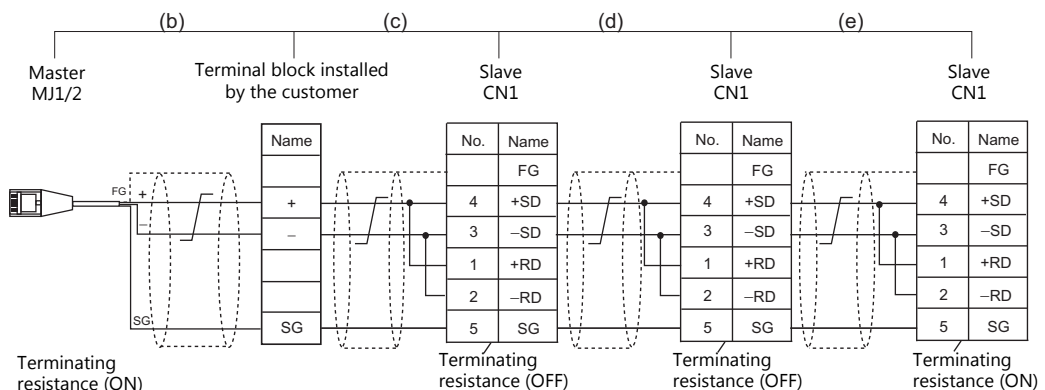 (b) (c) (d) (e)
Master
MJ1/2
Terminal block installed
by the customer
Slave
CN1
Slave
CN1
Slave
CN1
Name
+
−
SG
No. Name
FG
4 +SD
3 −SD
1 +RD
2 −RD
5 SG
No. Name
FG
4 +SD
3 −SD
1 +RD
2 −RD
5 SG
No. Name
FG
4 +SD
3 −SD
1 +RD
2 −RD
5 SG
FG
+
−
SG
Terminating
resistance (ON)
Terminating
resistance (OFF)
Terminating
resistance (OFF)
Terminating
resistance (ON)